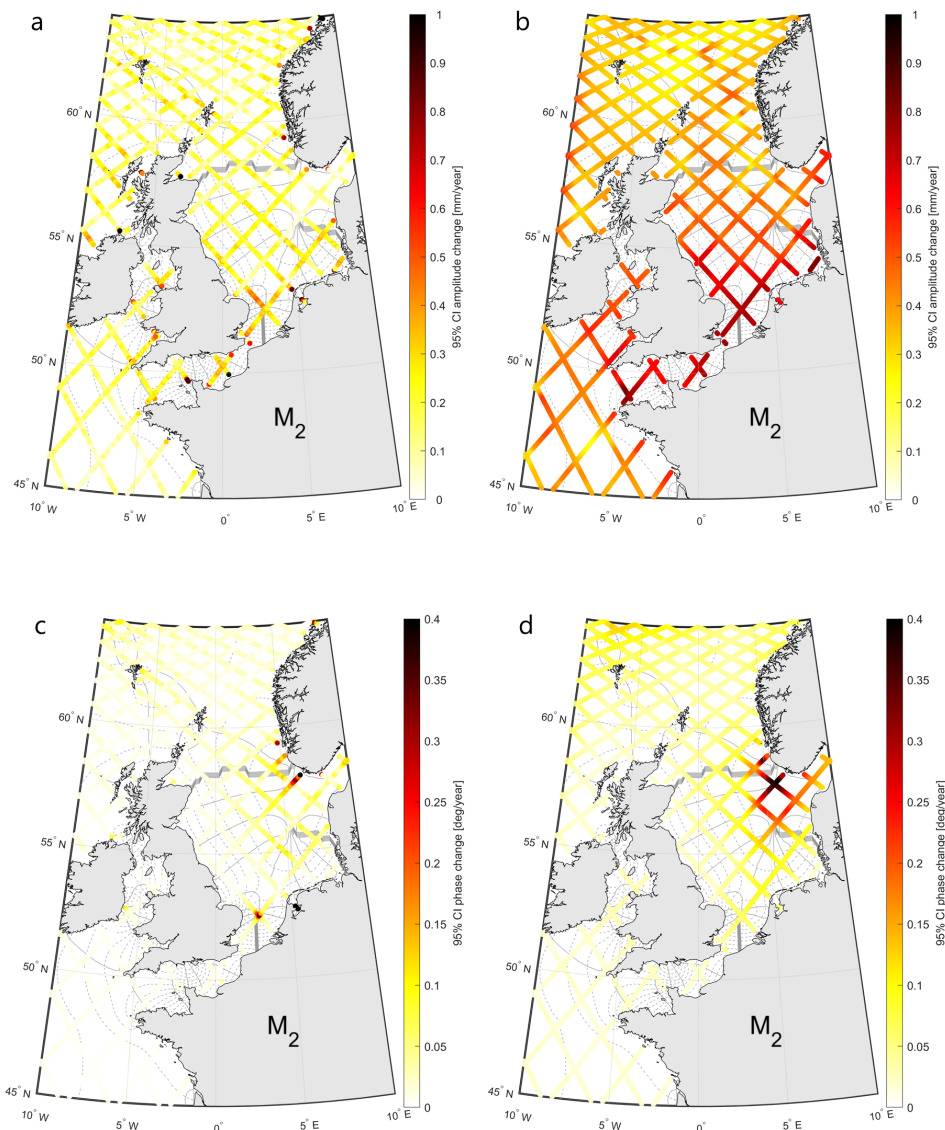 a
b
60° N
55° N
50° N
45° N
10° W
5° W
0°
5° E
10° E
M2
0
0.1
0.2
0.3
0.4
0.5
0.6
0.7
0.8
0.9
1
95% CI amplitude change [mm/year]
60° N
55° N
50° N
45° N
10° W
5° W
0°
5° E
10° E
M2
0
0.1
0.2
0.3
0.4
0.5
0.6
0.7
0.8
0.9
1
95% CI amplitude change [mm/year]
c
d
60° N
55° N
50° N
45° N
10° W
5° W
0°
5° E
10° E
M2
0
0.05
0.1
0.15
0.2
0.25
0.3
0.35
0.4
95% CI phase change [deg/year]
60° N
55° N
50° N
45° N
10° W
5° W
0°
5° E
10° E
M2
0
0.05
0.1
0.15
0.2
0.25
0.3
0.35
0.4
95% CI phase change [deg/year]